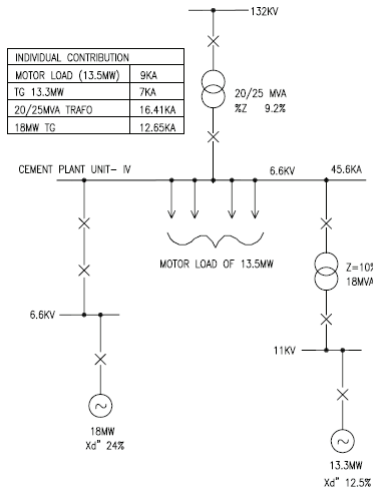 132KV
INDIVIDUAL CONTRIBUTION
MOTOR LOAD (13.5MW) 9KA
TG 13.3MW 7KA
20/25MVA TRAFO 16.41KA
18MW TG 12.65KA
20/25 MVA
%Z 9.2%
CEMENT PLANT UNIT- IV
6.6KV
45.6KA
MOTOR LOAD OF 13.5MW
Z=10%
18MVA
6.6KV
11KV
18MW
Xd" 24%
13.3MW
Xd" 12.5%